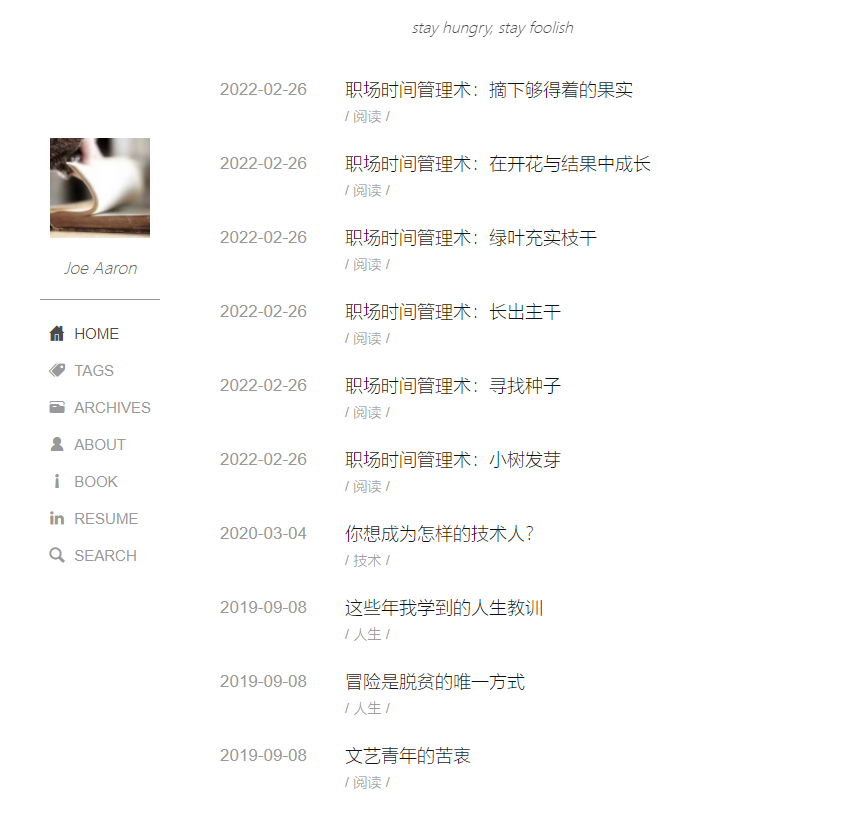 stay hungry, stay foolish
Joe Aaron
HOME
TAGS
ARCHIVES
ABOUT
BOOK
RESUME
SEARCH
2022-02-26 职场时间管理术：摘下够得着的果实
/ 阅读 /
2022-02-26 职场时间管理术：在开花与结果中成长
/ 阅读 /
2022-02-26 职场时间管理术：绿叶充实枝干
/ 阅读 /
2022-02-26 职场时间管理术：长出主干
/ 阅读 /
2022-02-26 职场时间管理术：寻找种子
/ 阅读 /
2022-02-26 职场时间管理术：小树发芽
/ 阅读 /
2020-03-04 你想成为怎样的技术人？
/ 技术 /
2019-09-08 这些年我学到的人生教训
/ 人生 /
2019-09-08 冒险是脱贫的唯一方式
/ 人生 /
2019-09-08 文艺青年的苦衷
/ 阅读 /